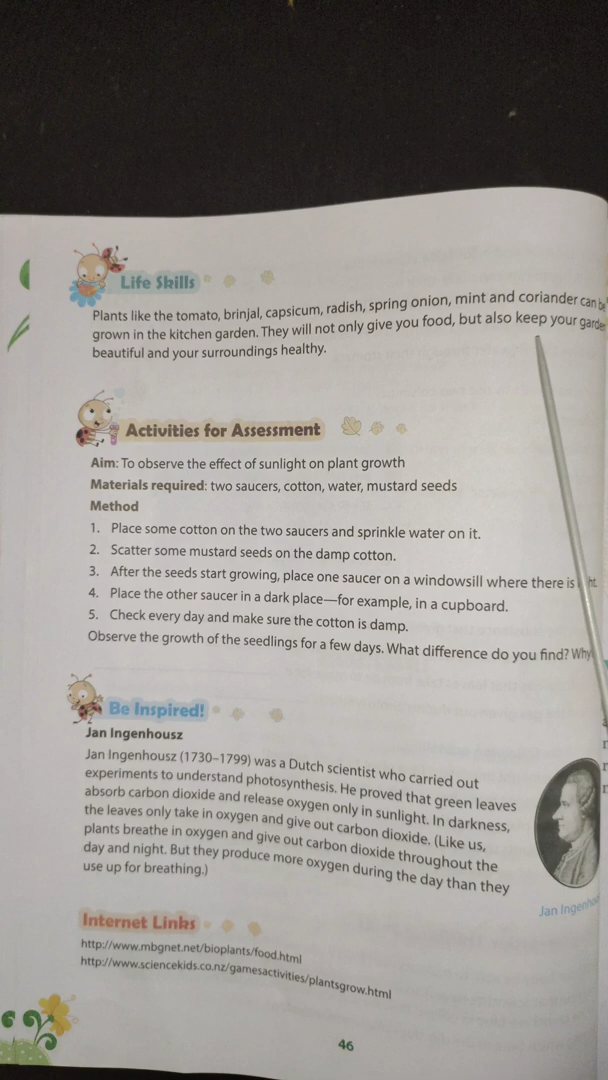 Life Skills
Plants like the tomato, brinjal, capsicum, radish, spring onion, mint and coriander can be
grown in the kitchen garden. They will not only give you food, but also keep your garde
beautiful and your surroundings healthy.
Activities for Assessment
Aim: To observe the effect of sunlight on plant growth
Materials required: two saucers, cotton, water, mustard seeds
Method
1. Place some cotton on the two saucers and sprinkle water on it.
2. Scatter some mustard seeds on the damp cotton.
3. After the seeds start growing, place one saucer on a windowsill where there is
4. Place the other saucer in a dark place—for example, in a cupboard.
5. Check every day and make sure the cotton is damp.
Observe the growth of the seedlings for a few days. What difference do you find? Why
Be Inspired!
Jan Ingenhousz
Jan Ingenhousz (1730–1799) was a Dutch scientist who carried out
experiments to understand photosynthesis. He proved that green leaves
absorb carbon dioxide and release oxygen only in sunlight. In darkness,
the leaves only take in oxygen and give out carbon dioxide. (Like us,
plants breathe in oxygen and give out carbon dioxide throughout the
day and night. But they produce more oxygen during the day than they
use up for breathing.)
Jan Ingenhou
Internet Links
http://www.mbgnet.net/bioplants/food.html
http://www.sciencekids.co.nz/gamesactivities/plantsgrow.html
46